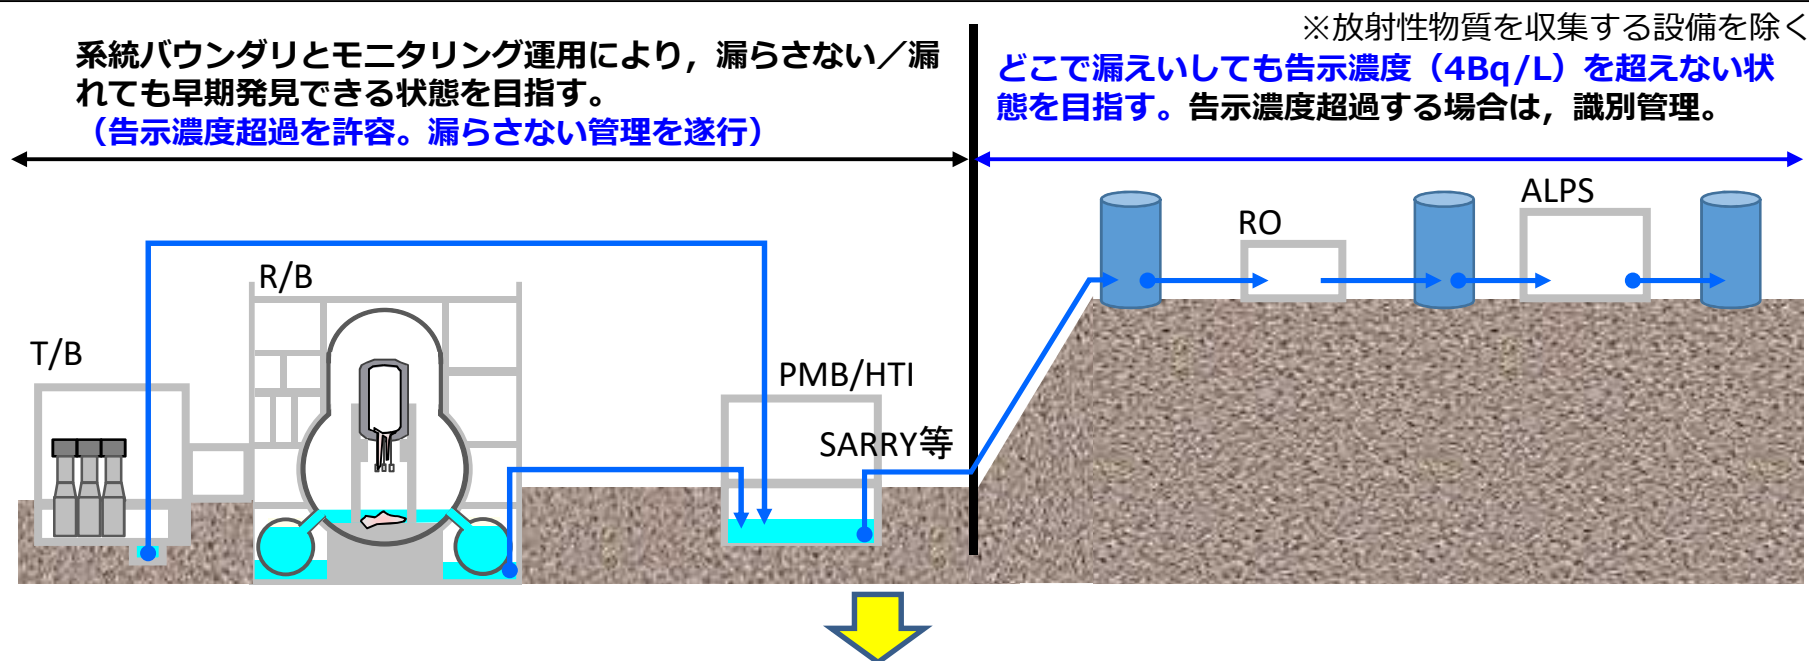 ※放射性物質を収集する設備を除く
系統バウンダリとモニタリング運用により，漏らさない／漏
れても早期発見できる状態を目指す。
（告示濃度超過を許容。漏らさない管理を遂行）
どこで漏えいしても告示濃度（4Bq/L）を超えない状
態を目指す。告示濃度超過する場合は，識別管理。
T/B
R/B
PMB/HTI
SARRY等
RO
ALPS